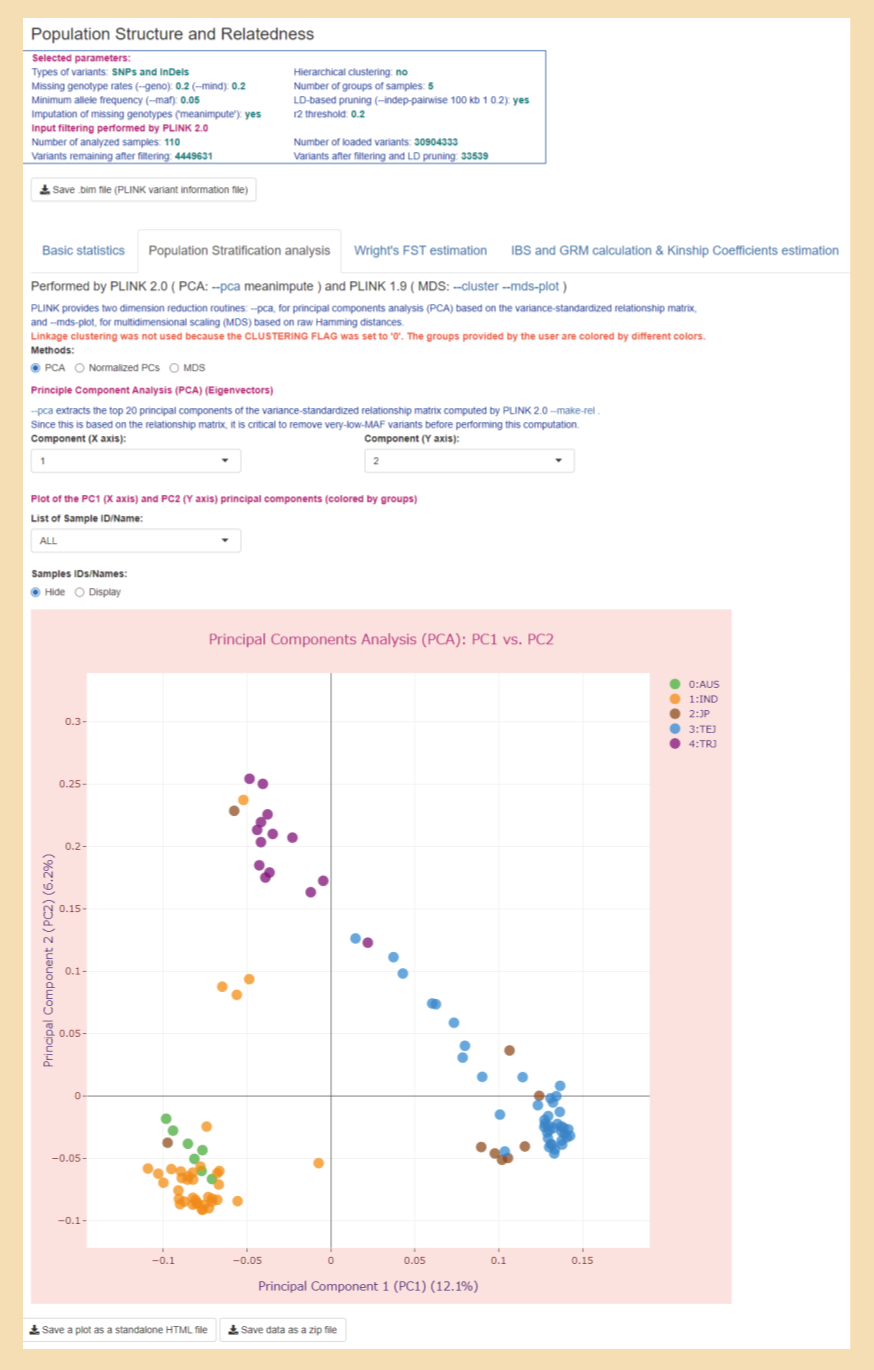 Population Structure and Relatedness
Selected parameters:
Types of variants: SNPs and InDels
Hierarchical clustering: no
Missing genotype rates (--geno): 0.2 (--mind): 0.2
Number of groups of samples: 5
Minimum allele frequency (--maf): 0.05
LD-based pruning (--indep-pairwise 100 kb 1 0.2): yes
Imputation of missing genotypes ('meanimpute'): yes
r2 threshold: 0.2
Input filtering performed by PLINK 2.0
Number of analyzed samples: 110
Number of loaded variants: 30904333
Variants remaining after filtering: 4449631
Variants after filtering and LD pruning: 33539
Save .bim file (PLINK variant information file)
Basic statistics
Population Stratification analysis
Wright's FST estimation
IBS and GRM calculation & Kinship Coefficients estimation
Performed by PLINK 2.0 ( PCA: --pca meanimpute ) and PLINK 1.9 ( MDS: --cluster --mds-plot )
PLINK provides two dimension reduction routines: --pca, for principal components analysis (PCA) based on the variance-standardized relationship matrix,
and --mds-plot, for multidimensional scaling (MDS) based on raw Hamming distances.
Linkage clustering was not used because the CLUSTERING FLAG was set to '0'. The groups provided by the user are colored by different colors.
Methods:
PCA
Normalized PCs
MDS
Principle Component Analysis (PCA) (Eigenvectors)
--pca extracts the top 20 principal components of the variance-standardized relationship matrix computed by PLINK 2.0 --make-rel .
Since this is based on the relationship matrix, it is critical to remove very-low-MAF variants before performing this computation.
Component (X axis):
Component (Y axis):
1
2
Plot of the PC1 (X axis) and PC2 (Y axis) principal components (colored by groups)
List of Sample ID/Name:
ALL
Samples IDs/Names:
Hide
Display
Principal Components Analysis (PCA): PC1 vs. PC2
0:AUS
1:IND
2:JP
3:TEJ
4:TRJ
0.3
0.25
0.2
0.15
0.1
0.05
0
−0.05
−0.1
Principal Component 2 (PC2) (6.2%)
−0.1
−0.05
0
0.05
0.1
0.15
Principal Component 1 (PC1) (12.1%)
Save a plot as a standalone HTML file
Save data as a zip file